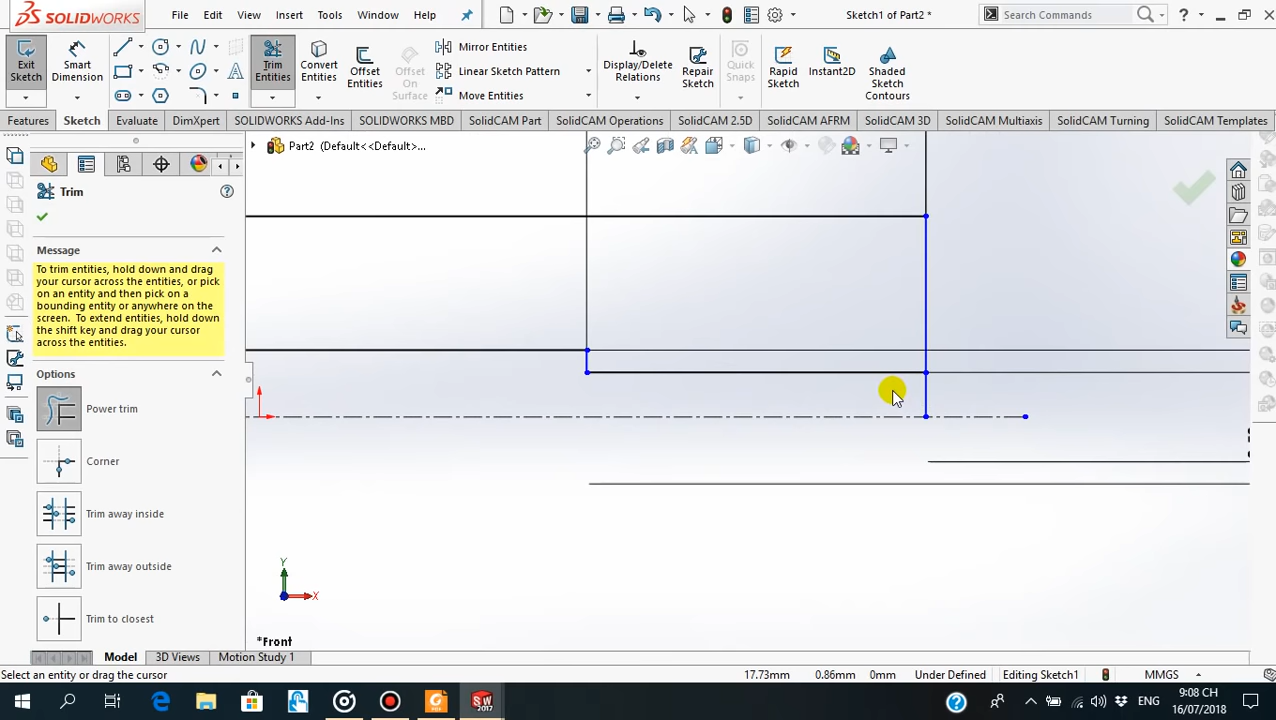 SOLIDWORKS File Edit View Insert Tools Window Help Sketch1 of Part2 * Search Commands ?
Exit Sketch
Smart Dimension
Trim Entities
Convert Entities
Offset Entities
Offset On Surface
Mirror Entities
Linear Sketch Pattern
Move Entities
Display/Delete Relations
Repair Sketch
Quick Snaps
Rapid Sketch
Instant2D
Shaded Sketch Contours
Features Sketch Evaluate DimXpert SOLIDWORKS Add-Ins SOLIDWORKS MBD SolidCAM Part SolidCAM Operations SolidCAM 2.5D SolidCAM AFRM SolidCAM 3D SolidCAM Multiaxis SolidCAM Turning SolidCAM Templates
Part2 (Default<<Default>...
Trim ?
Message
To trim entities, hold down and drag
your cursor across the entities, or pick
on an entity and then pick on a
bounding entity or anywhere on the
screen. To extend entities, hold down
the shift key and drag your cursor
across the entities.
Options
Power trim
Corner
Trim away inside
Trim away outside
Trim to closest
Y
X
*Front
Model 3D Views Motion Study 1
Select an entity or drag the cursor 17.73mm 0.86mm 0mm Under Defined Editing Sketch1 MMGS
SW 2017
ENG
9:08 CH
16/07/2018